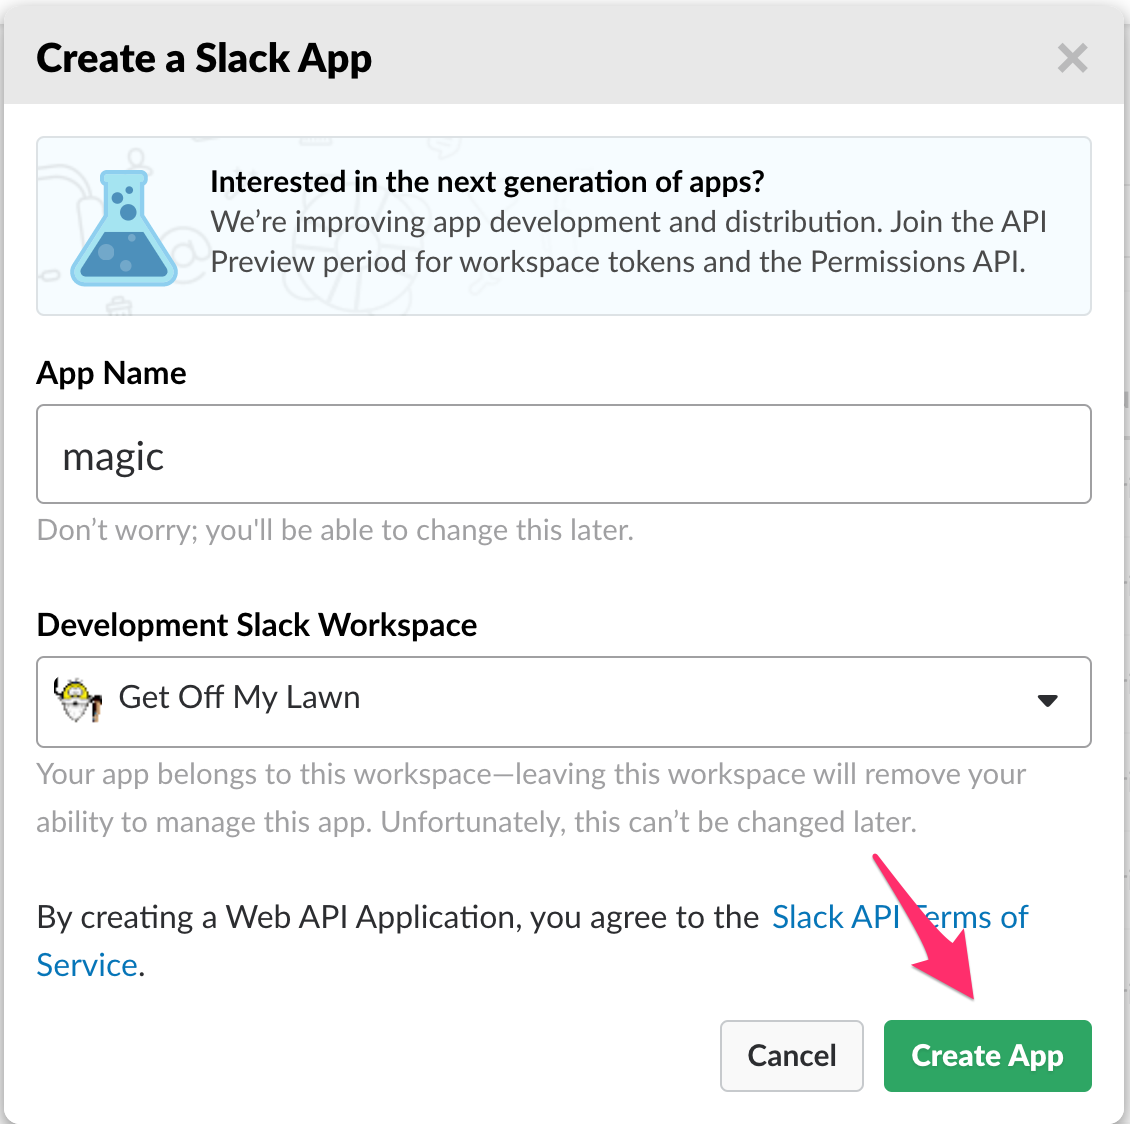 Create a Slack App
Interested in the next generation of apps?
We’re improving app development and distribution. Join the API
Preview period for workspace tokens and the Permissions API.
App Name
magic
Don’t worry; you'll be able to change this later.
Development Slack Workspace
Get Off My Lawn
Your app belongs to this workspace—leaving this workspace will remove your
ability to manage this app. Unfortunately, this can’t be changed later.
By creating a Web API Application, you agree to the Slack API Terms of
Service.
Cancel
Create App